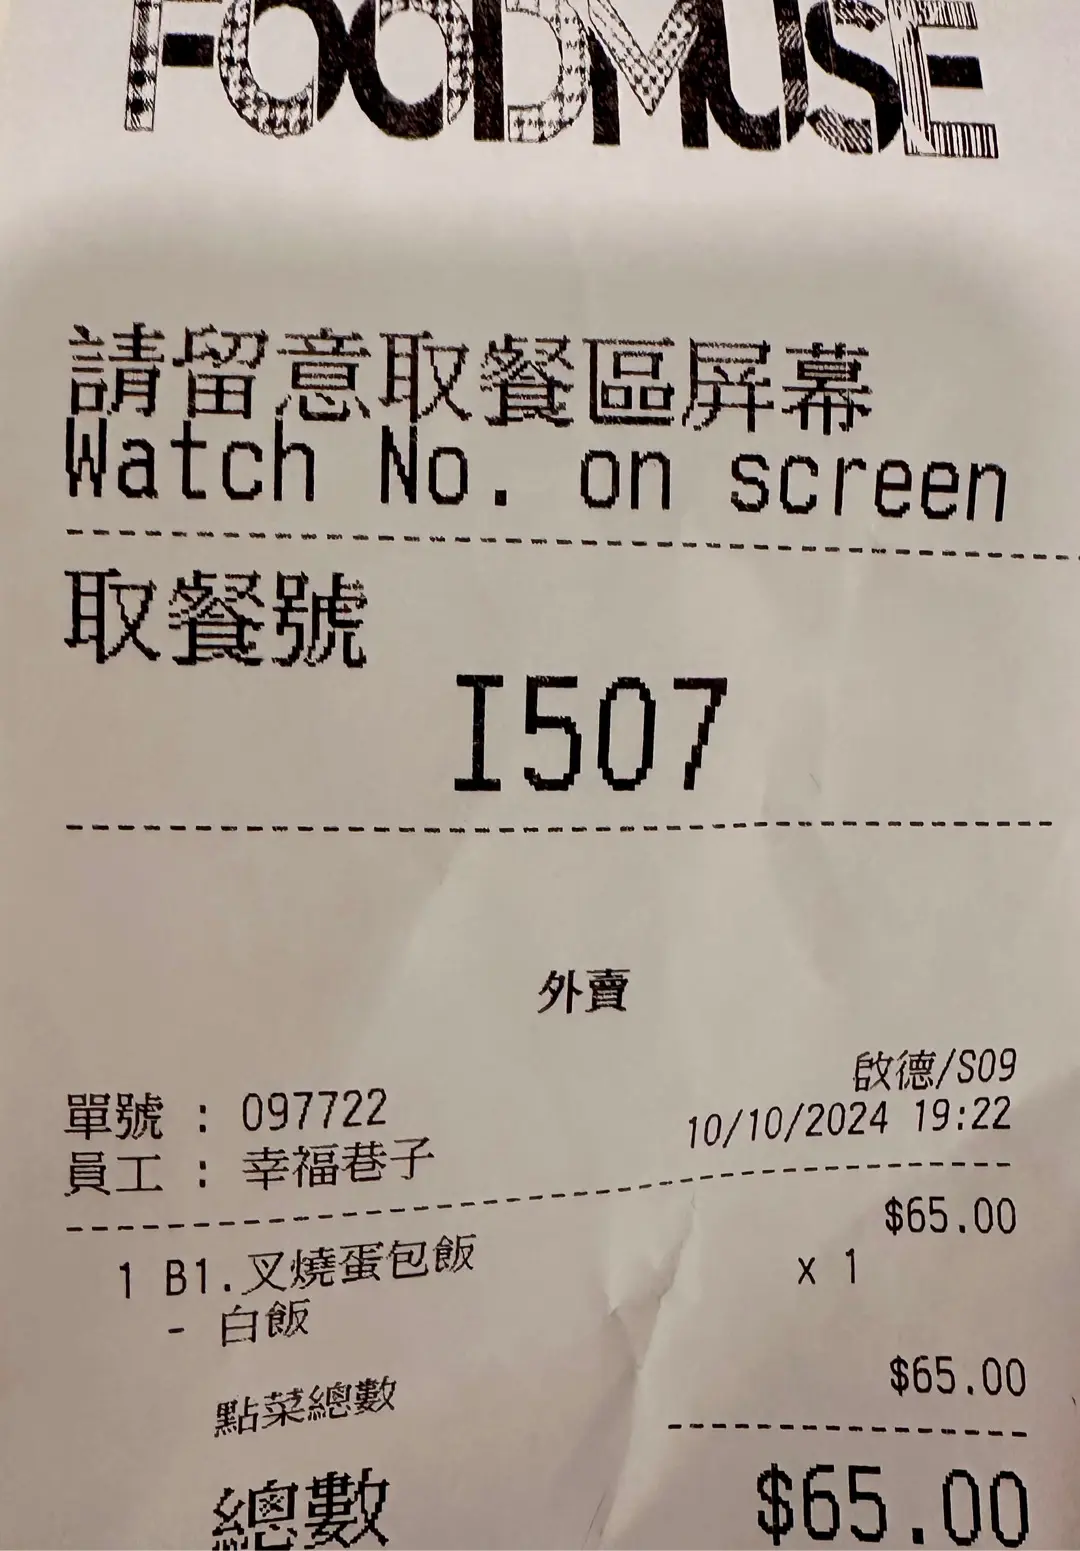 FOODMUSE
請留意取餐區屏幕
Watch No. on screen
取餐號
I507
外賣
啟德/S09
單號 : 097722
10/10/2024 19:22
員工 : 幸福巷子
$65.00
1 B1.叉燒蛋包飯 x 1
- 白飯
點菜總數 $65.00
總數 $65.00